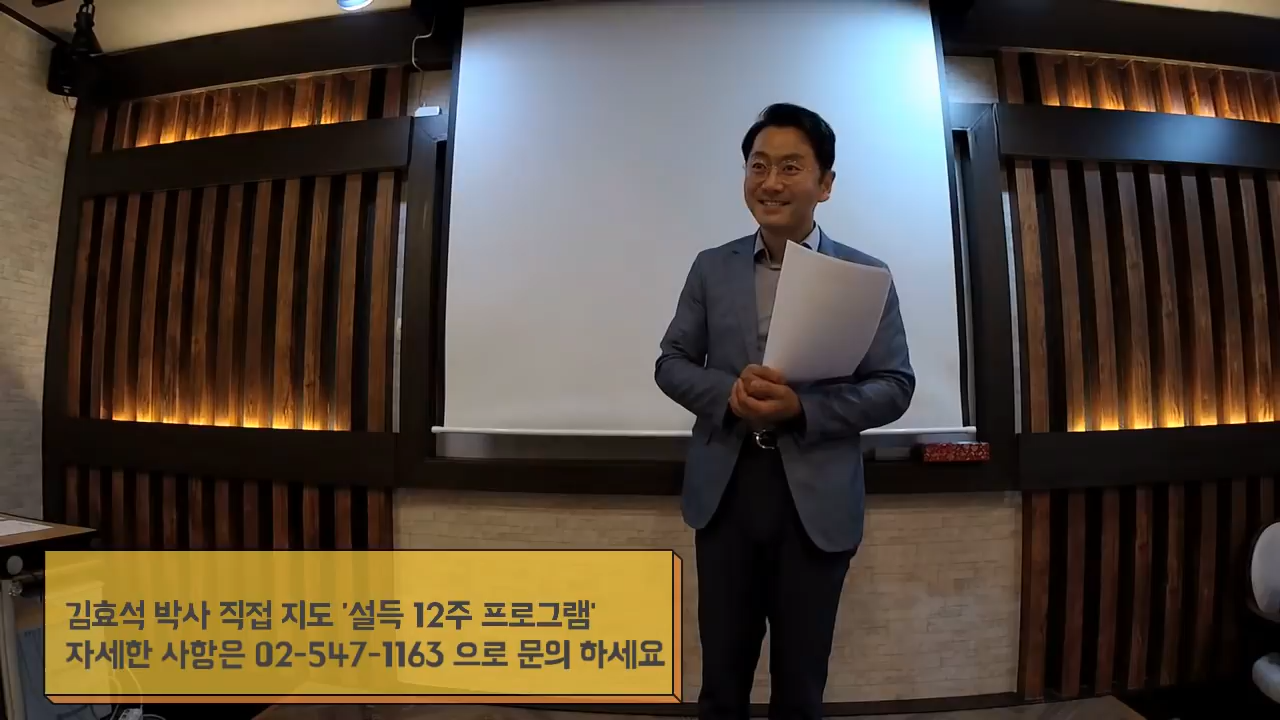 김효석 박사 직접 지도 '설득 12주 프로그램'
자세한 사항은 02-547-1163 으로 문의 하세요